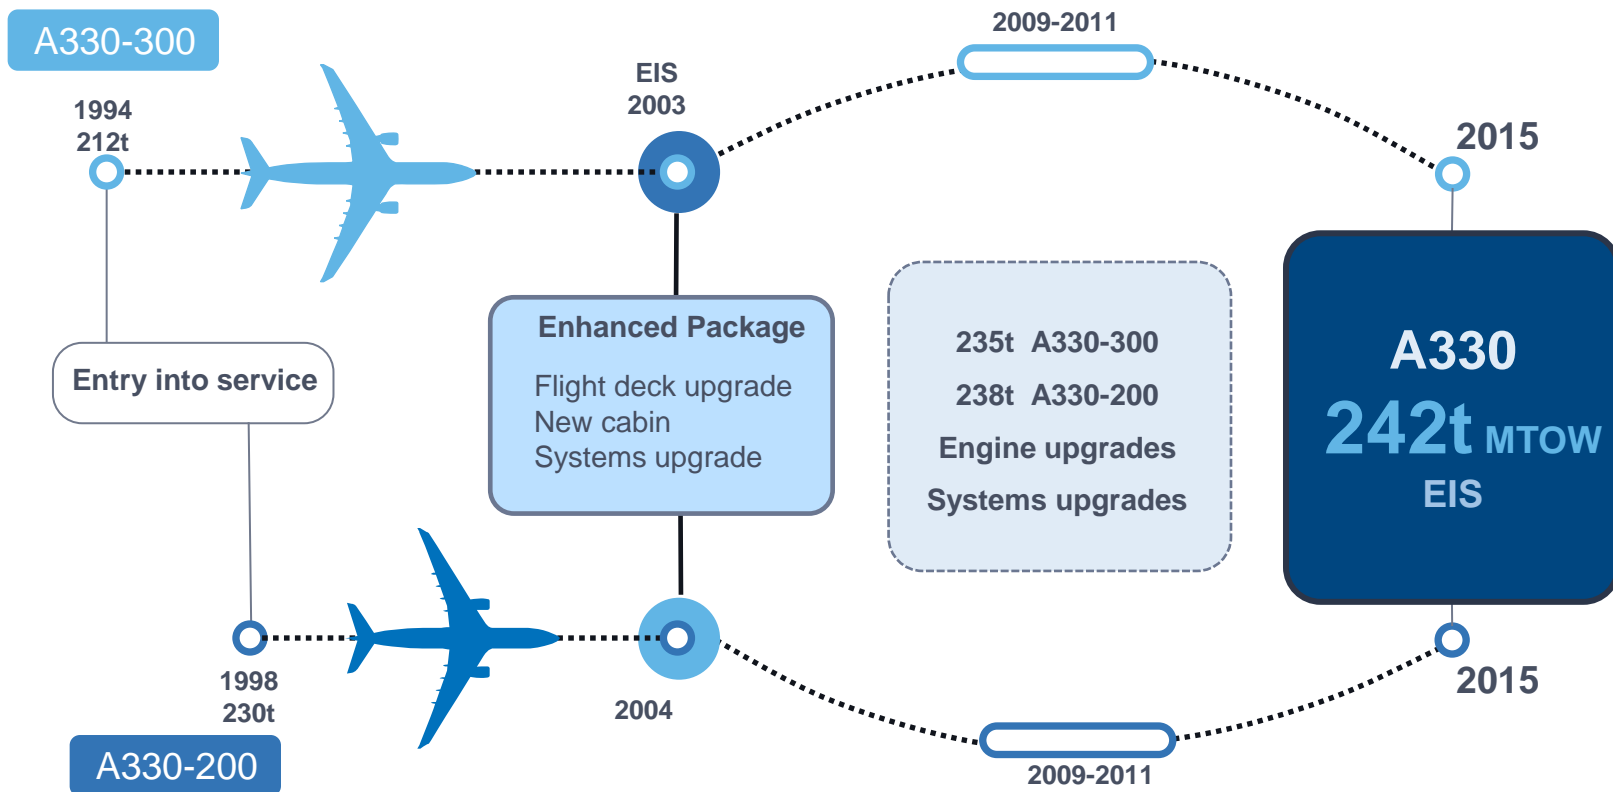 A330-300
1994
212t
EIS
2003
2009-2011
2015
Entry into service
Enhanced Package
Flight deck upgrade
New cabin
Systems upgrade
235t A330-300
238t A330-200
Engine upgrades
Systems upgrades
A330
242t MTOW
EIS
1998
230t
2004
2009-2011
2015
A330-200